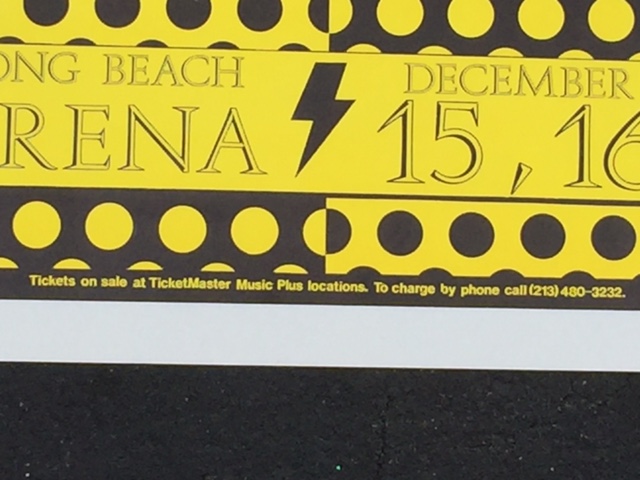 ONG BEACH
RENA
DECEMBER
15, 16
Tickets on sale at TicketMaster Music Plus locations. To charge by phone call (213) 480-3232.